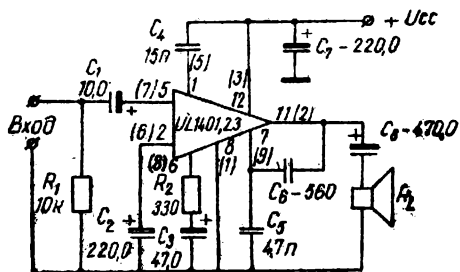 + Ucc
C4
15п
(5)
1
(3)
12
C7-220,0
C1
10,0
(7) 5
(6) 2
(8) 6
UL1401,2,3
8
(1)
7
(9)
11(2)
C8-470,0
Вход
R1
10к
C2
220,0
R2
330
C3
47,0
C6-560
C5
4,7п